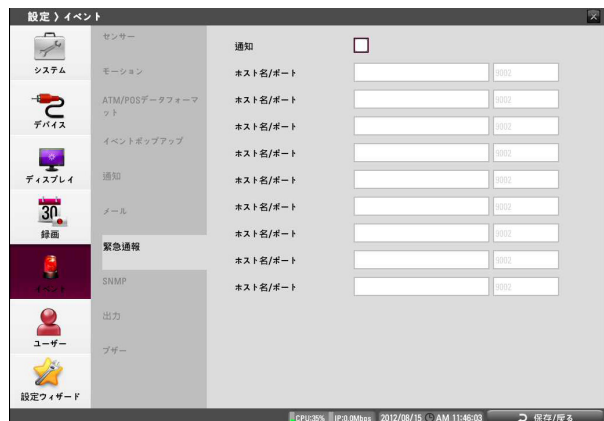 設定 〉イベント
システム
デバイス
ディスプレイ
30
録画
イベント
ユーザー
設定ウィザード
センサー
モーション
ATM/POSデータフォーマ
ット
イベントポップアップ
通知
メール
緊急通報
SNMP
出力
ブザー
通知
ホスト名/ポート 9002
ホスト名/ポート 9002
ホスト名/ポート 9002
ホスト名/ポート 9002
ホスト名/ポート 9002
ホスト名/ポート 9002
ホスト名/ポート 9002
ホスト名/ポート 9002
ホスト名/ポート 9002
CPU:35% IP:0.0Mbps 2012/08/15 AM 11:46:03 保存/戻る